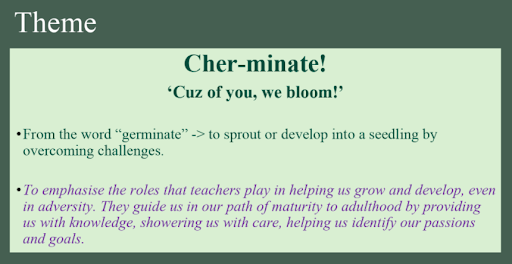 Theme
Cher-minate!
‘Cuz of you, we bloom!’
•From the word “germinate” -> to sprout or develop into a seedling by
overcoming challenges.
•To emphasise the roles that teachers play in helping us grow and develop, even
in adversity. They guide us in our path of maturity to adulthood by providing
us with knowledge, showering us with care, helping us identify our passions
and goals.